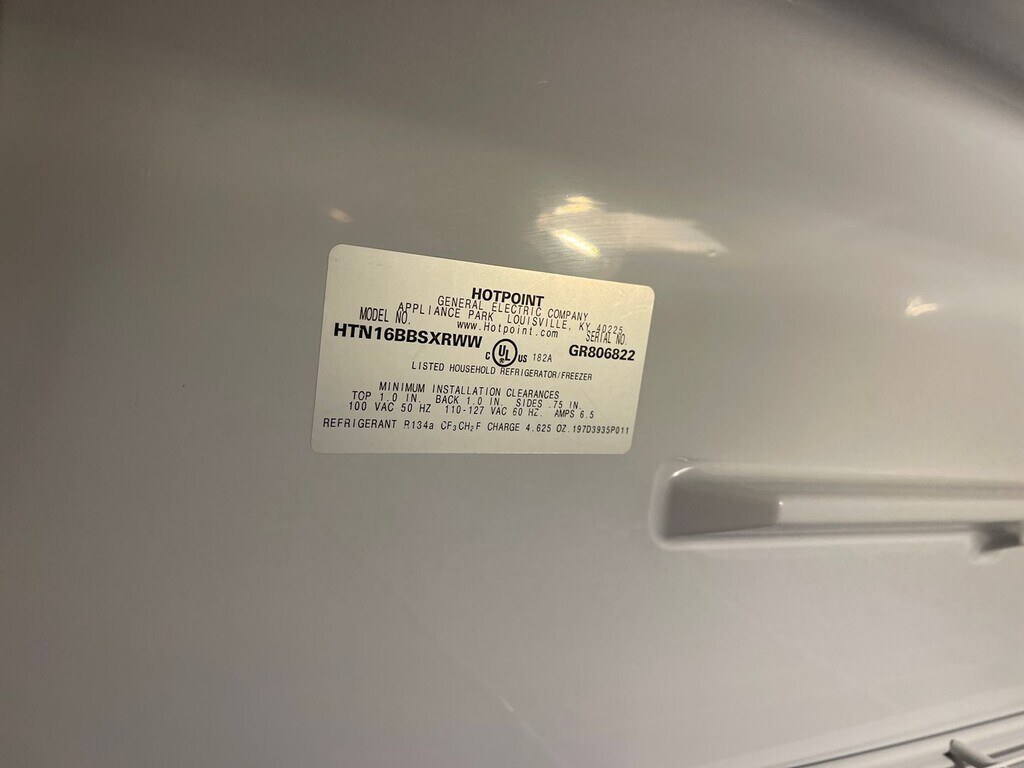 HOTPOINT
GENERAL ELECTRIC COMPANY
APPLIANCE PARK LOUISVILLE, KY 40225
MODEL NO. www.Hotpoint.com SERIAL NO.
HTN16BBSXRWW C UL US 182A GR806822
LISTED HOUSEHOLD REFRIGERATOR/FREEZER
MINIMUM INSTALLATION CLEARANCES
TOP 1.0 IN. BACK 1.0 IN. SIDES .75 IN.
100 VAC 50 HZ 110-127 VAC 60 HZ. AMPS 6.5
REFRIGERANT R134a CF₃CH₂F CHARGE 4.625 OZ.197D3935P011